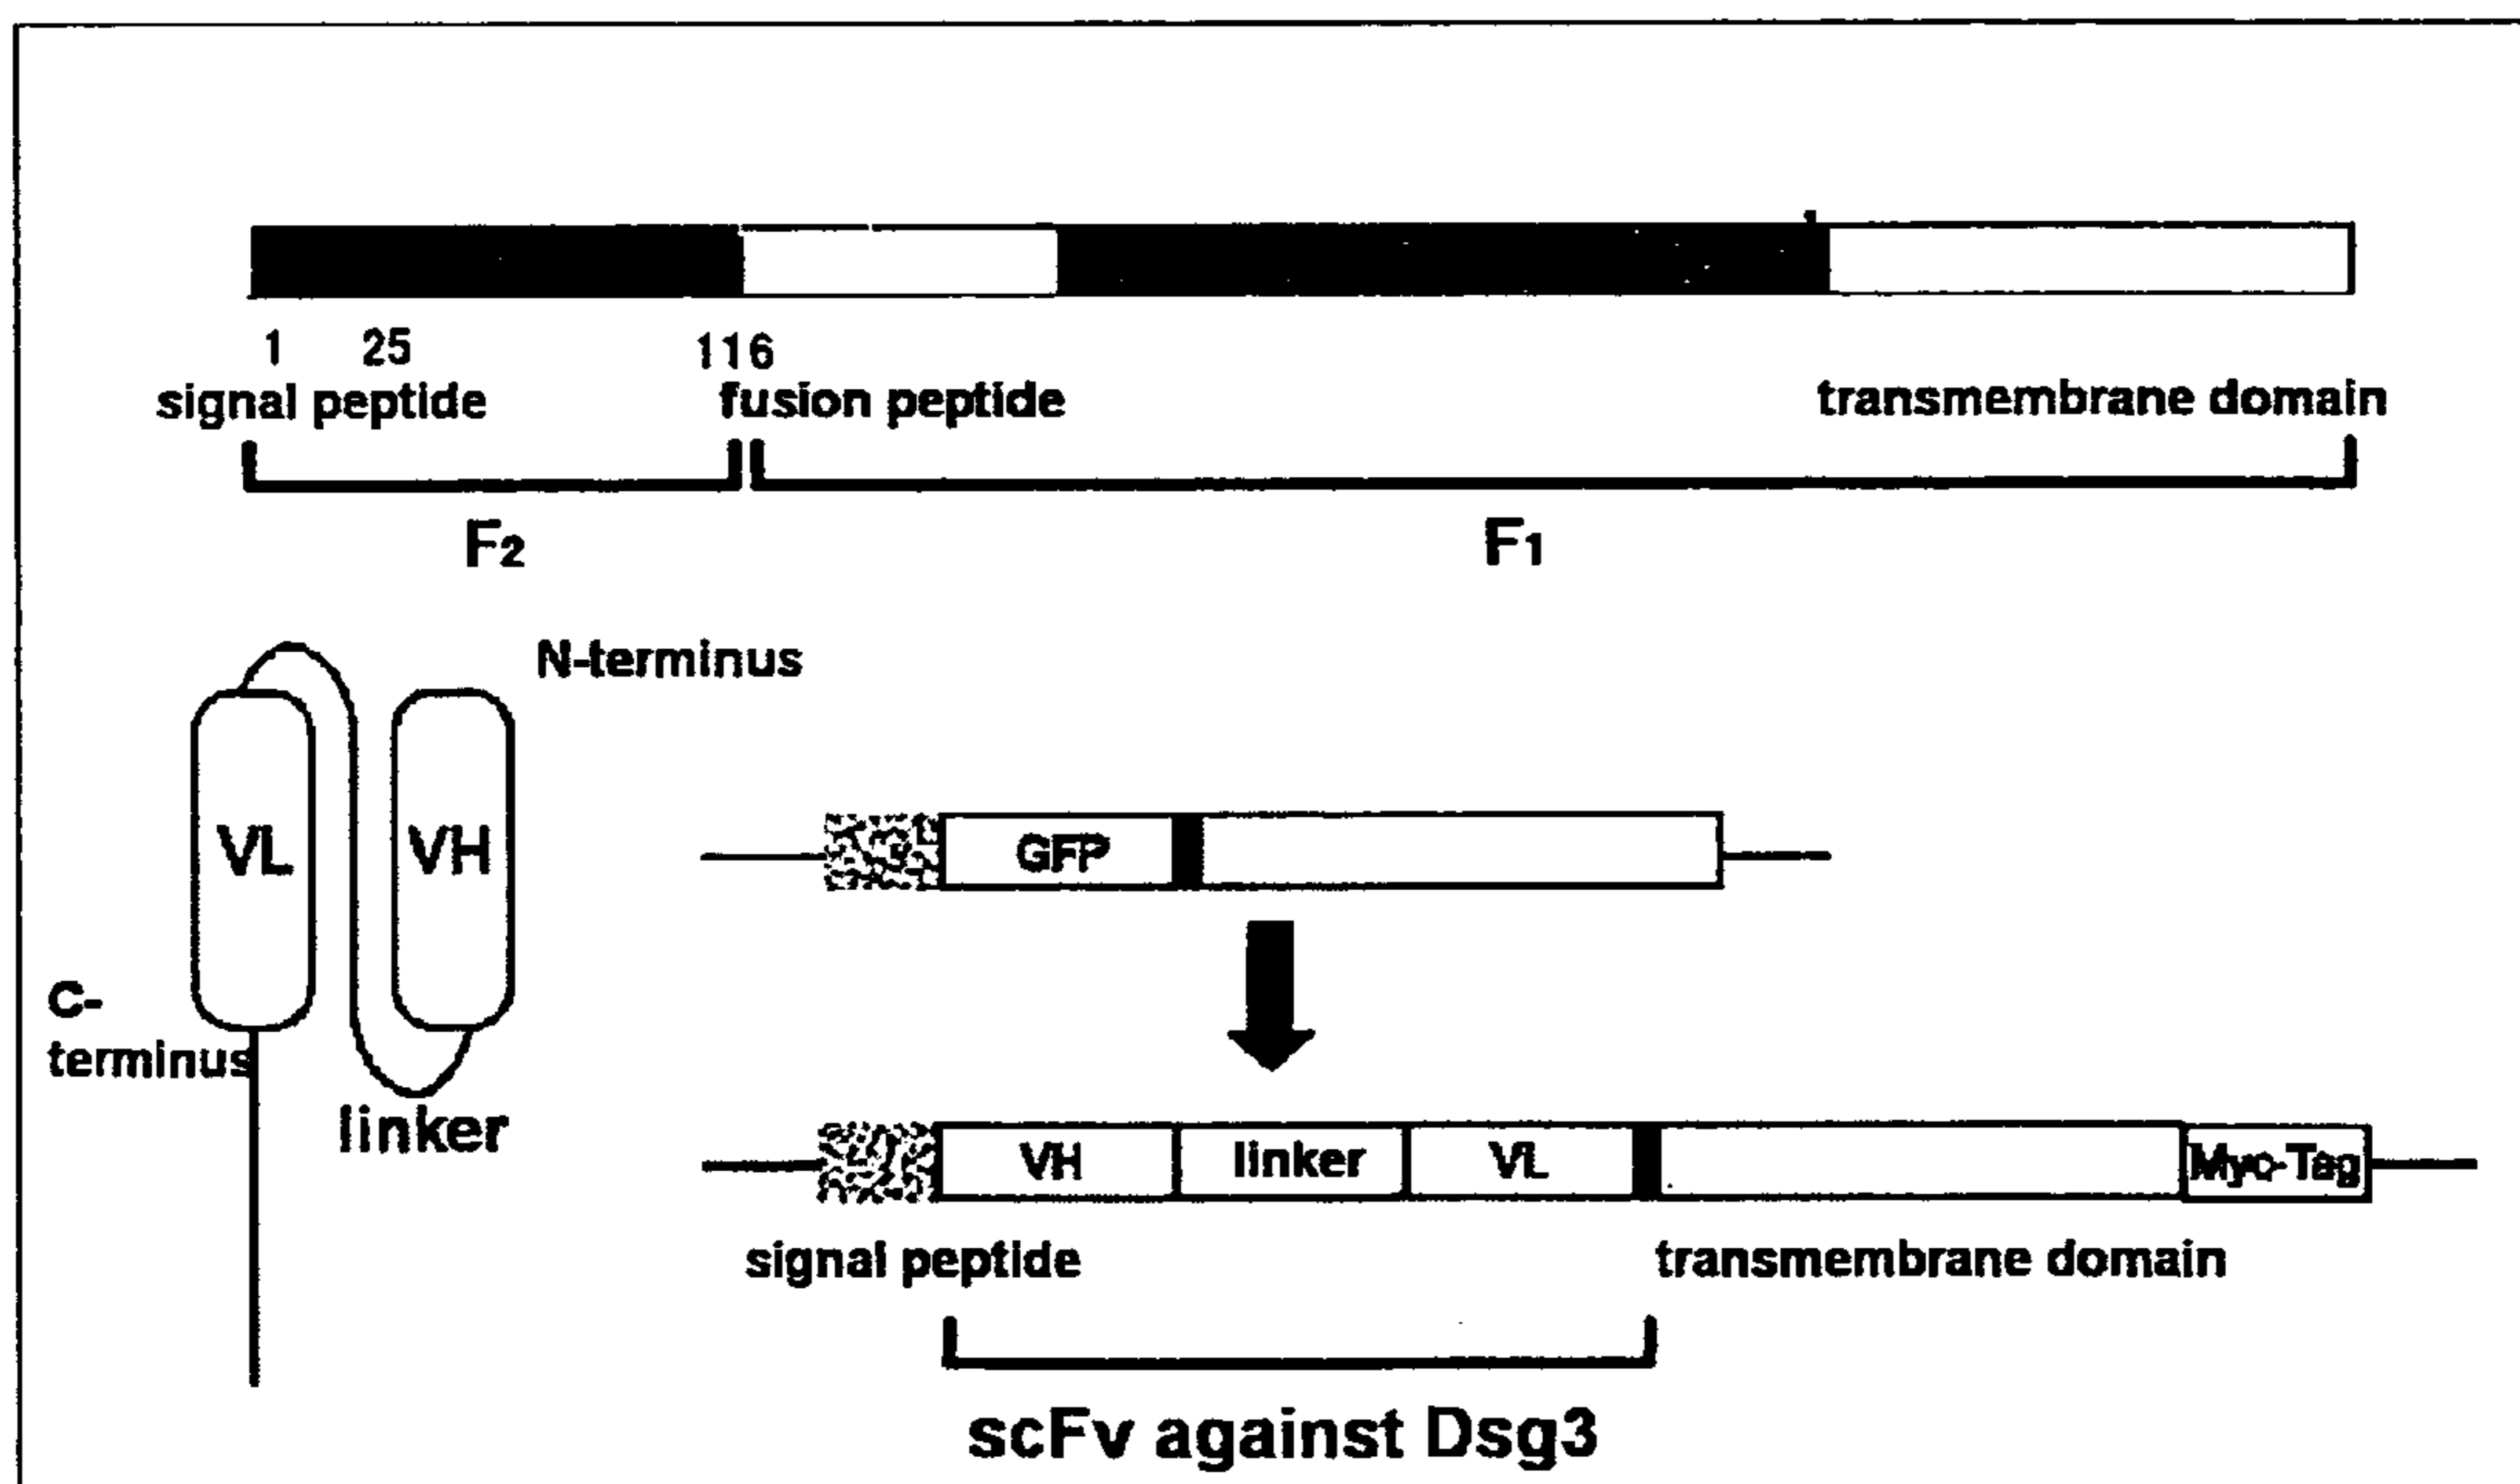 1 25 116
signal peptide fusion peptide transmembrane domain
F2 F1
N-terminus
VL VH
GFP
C-
terminus
linker
VH linker VL Myc-Tag
signal peptide transmembrane domain
scFv against Dsg3